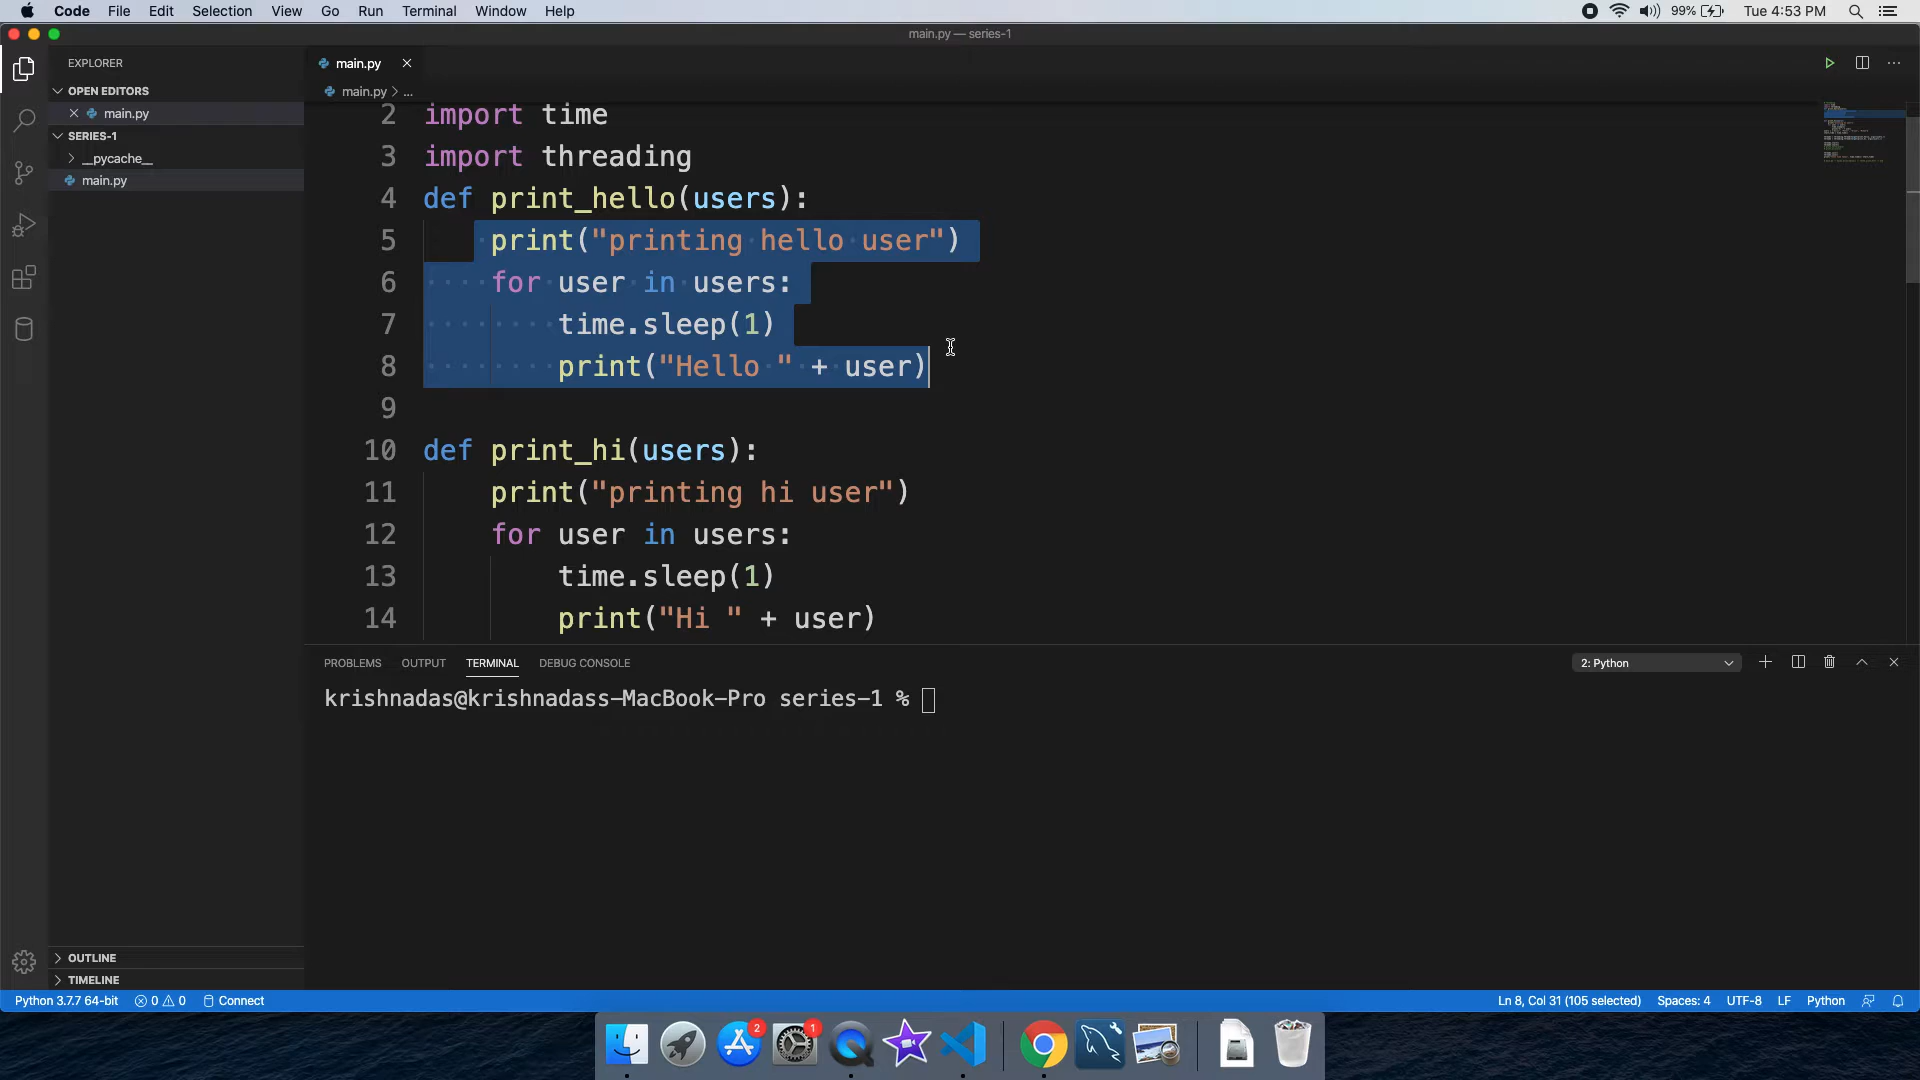 Code File Edit Selection View Go Run Terminal Window Help
99% Tue 4:53 PM
main.py — series-1
EXPLORER
OPEN EDITORS
main.py
SERIES-1
__pycache__
main.py
OUTLINE
TIMELINE
main.py
main.py > ...
2 import time
3 import threading
4 def print_hello(users):
5 print("printing hello user")
6 for user in users:
7 time.sleep(1)
8 print("Hello " + user)
9
10 def print_hi(users):
11 print("printing hi user")
12 for user in users:
13 time.sleep(1)
14 print("Hi " + user)
PROBLEMS OUTPUT TERMINAL DEBUG CONSOLE
2: Python
krishnadas@krishnadass-MacBook-Pro series-1 %
Python 3.7.7 64-bit 0 0 Connect
Ln 8, Col 31 (105 selected) Spaces: 4 UTF-8 LF Python
2
1